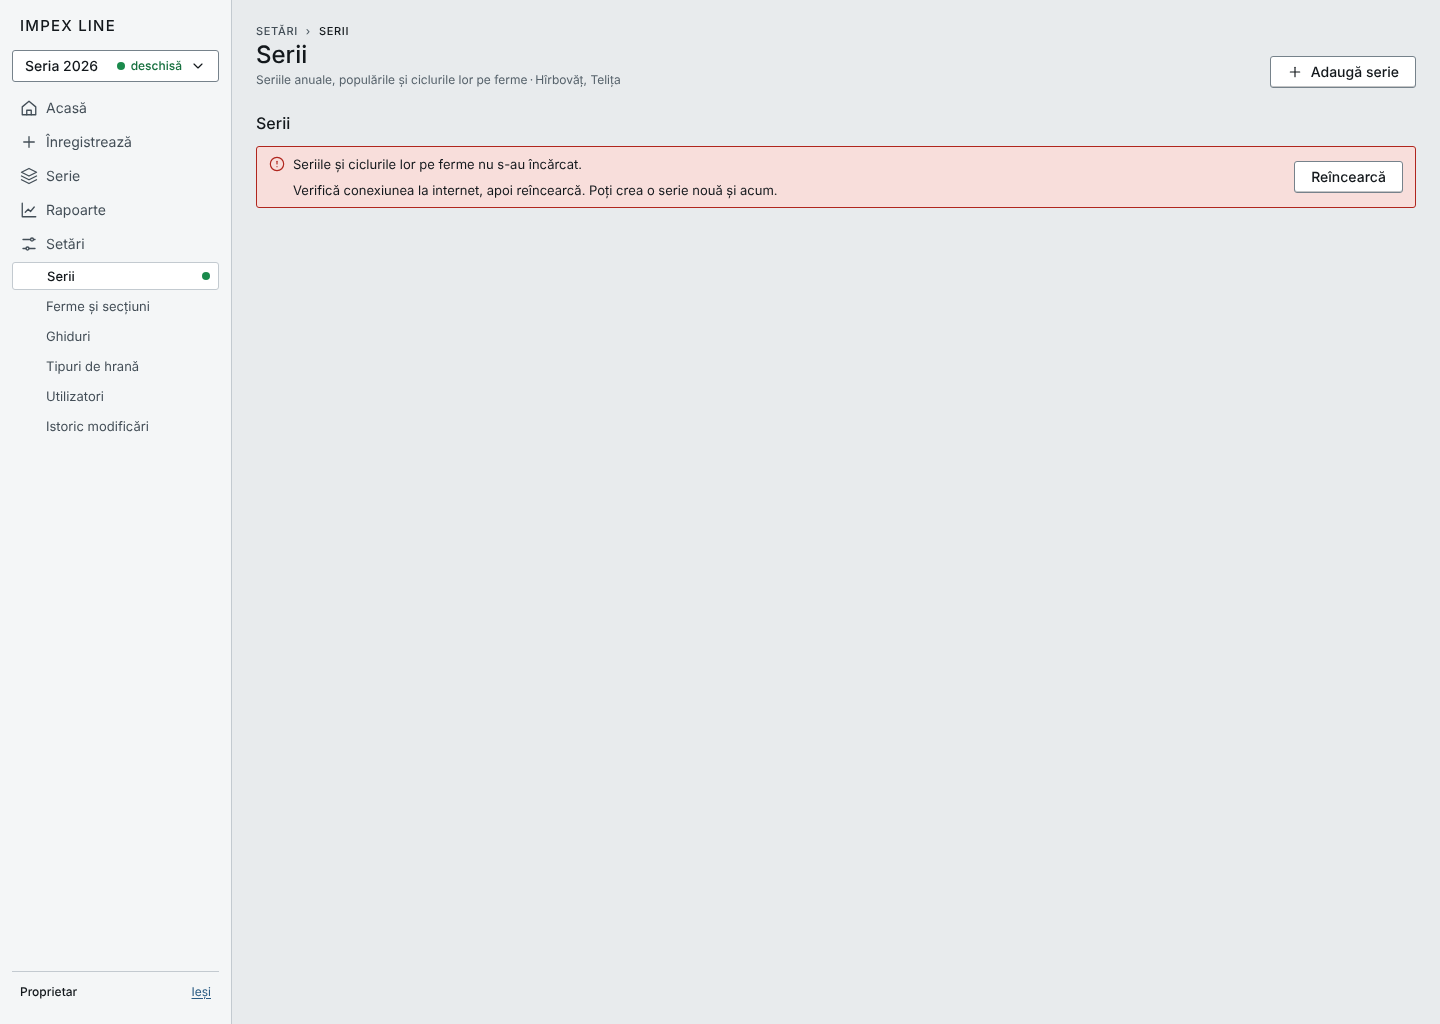 IMPEX LINE
Seria 2026 deschisă
Acasă
Înregistrează
Serie
Rapoarte
Setări
Serii
Ferme și secțiuni
Ghiduri
Tipuri de hrană
Utilizatori
Istoric modificări
Proprietar Ieși
SETĂRI › SERII
Serii
Seriile anuale, populările și ciclurile lor pe ferme · Hîrbovăț, Telița
Adaugă serie
Serii
Seriile și ciclurile lor pe ferme nu s-au încărcat.
Verifică conexiunea la internet, apoi reîncearcă. Poți crea o serie nouă și acum.
Reîncearcă